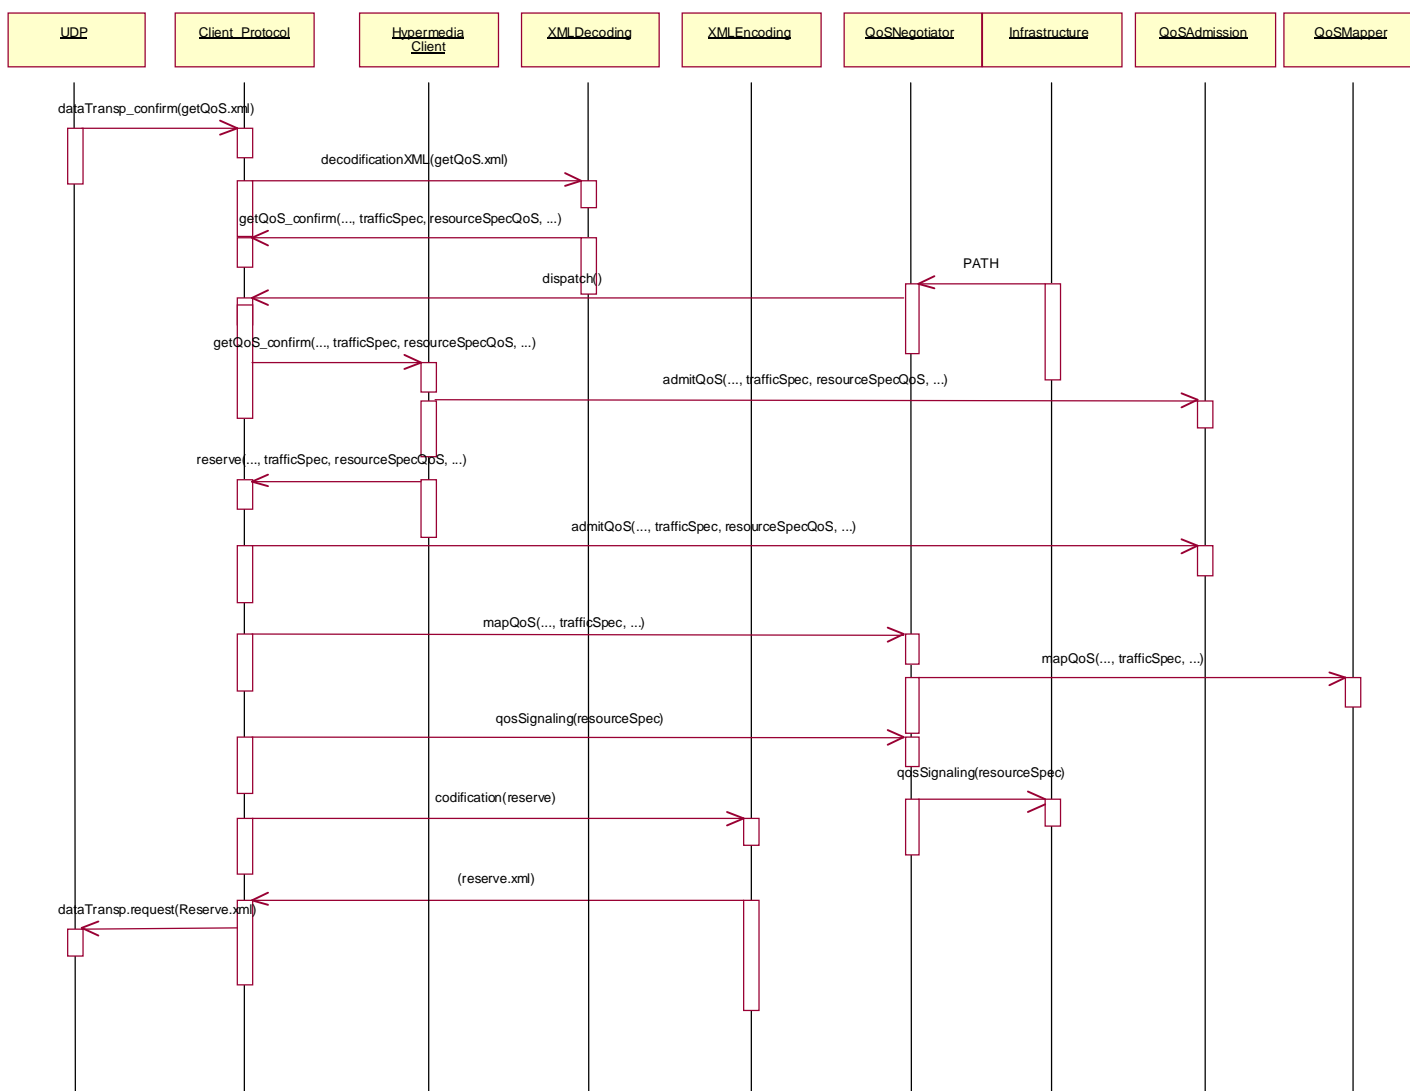 UDP
Client_Protocol
Hypermedia
Client
XMLDecoding
XMLEncoding
QoSNegotiator
Infrastructure
QoSAdmission
QoSMapper
dataTransp_confirm(getQoS.xml)
decodificationXML(getQoS.xml)
getQoS_confirm(..., trafficSpec, resourceSpecQoS, ...)
PATH
dispatch()
getQoS_confirm(..., trafficSpec, resourceSpecQoS, ...)
admitQoS(..., trafficSpec, resourceSpecQoS, ...)
reserve(..., trafficSpec, resourceSpecQoS, ...)
admitQoS(..., trafficSpec, resourceSpecQoS, ...)
mapQoS(..., trafficSpec, ...)
mapQoS(..., trafficSpec, ...)
qosSignaling(resourceSpec)
qosSignaling(resourceSpec)
codification(reserve)
(reserve.xml)
dataTransp.request(Reserve.xml)